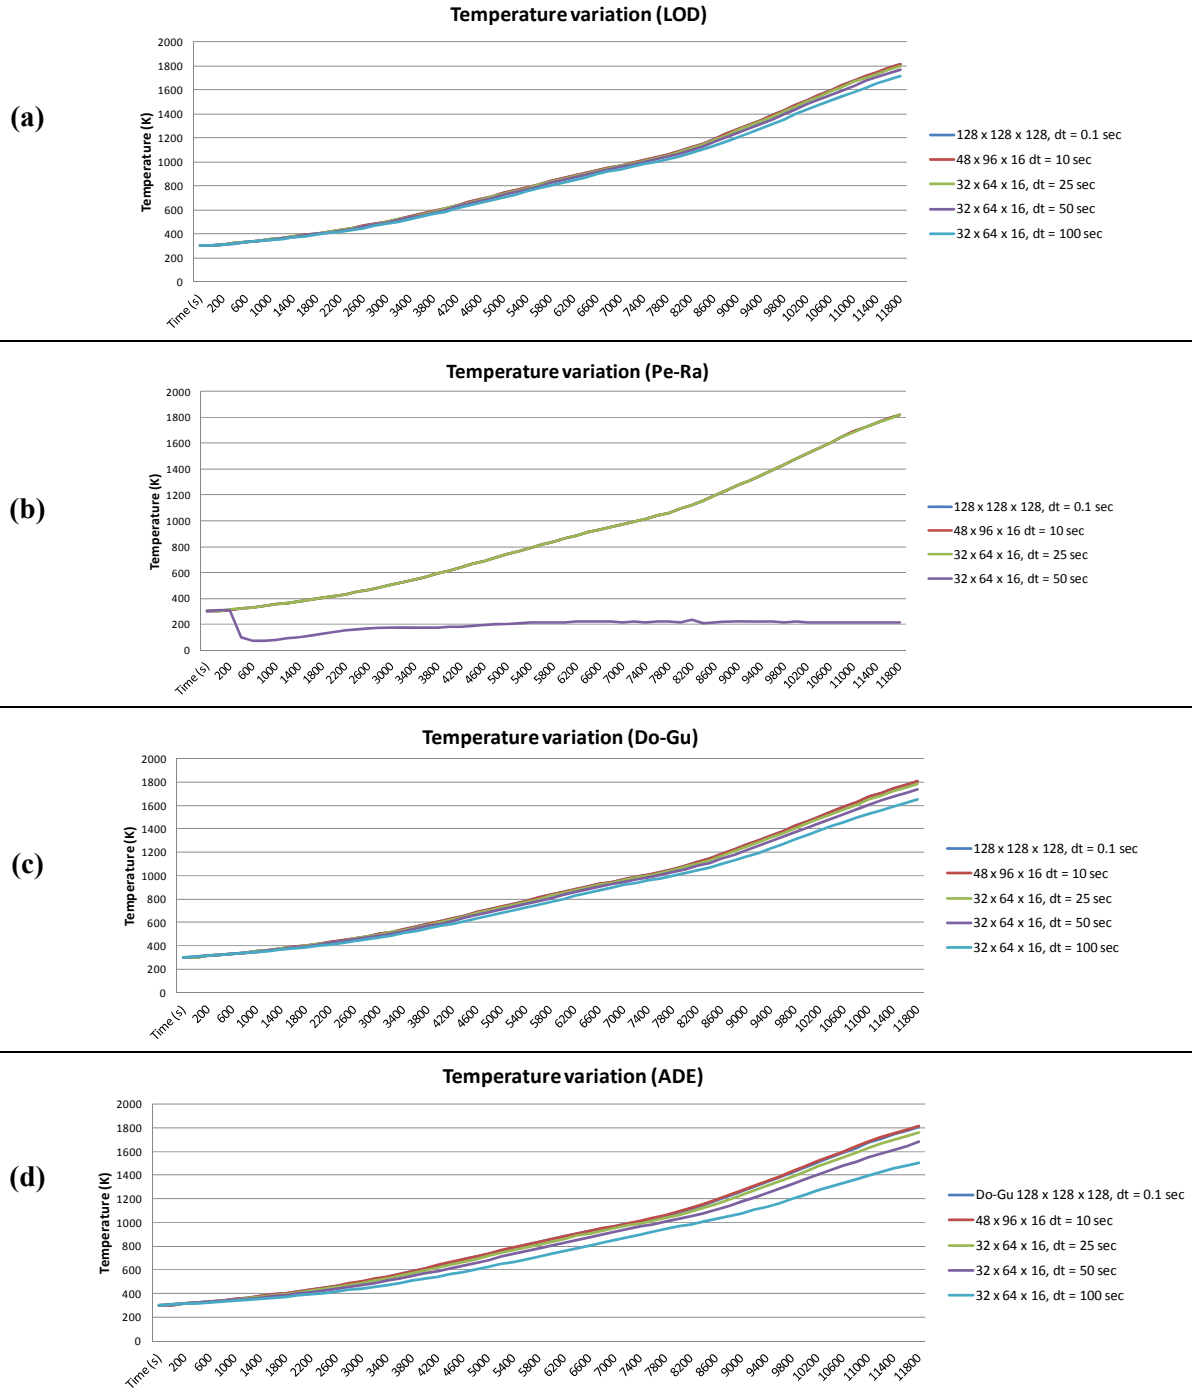 Temperature variation (LOD)
(a)
Temperature (K)
2000
1800
1600
1400
1200
1000
800
600
400
200
0
Time (s) 200 600 1000 1400 1800 2200 2600 3000 3400 3800 4200 4600 5000 5400 5800 6200 6600 7000 7400 7800 8200 8600 9000 9400 9800 10200 10600 11000 11400 11800
128 x 128 x 128, dt = 0.1 sec
48 x 96 x 16 dt = 10 sec
32 x 64 x 16, dt = 25 sec
32 x 64 x 16, dt = 50 sec
32 x 64 x 16, dt = 100 sec
Temperature variation (Pe-Ra)
(b)
Temperature (K)
2000
1800
1600
1400
1200
1000
800
600
400
200
0
Time (s) 200 600 1000 1400 1800 2200 2600 3000 3400 3800 4200 4600 5000 5400 5800 6200 6600 7000 7400 7800 8200 8600 9000 9400 9800 10200 10600 11000 11400 11800
128 x 128 x 128, dt = 0.1 sec
48 x 96 x 16 dt = 10 sec
32 x 64 x 16, dt = 25 sec
32 x 64 x 16, dt = 50 sec
Temperature variation (Do-Gu)
(c)
Temperature (K)
2000
1800
1600
1400
1200
1000
800
600
400
200
0
Time (s) 200 600 1000 1400 1800 2200 2600 3000 3400 3800 4200 4600 5000 5400 5800 6200 6600 7000 7400 7800 8200 8600 9000 9400 9800 10200 10600 11000 11400 11800
128 x 128 x 128, dt = 0.1 sec
48 x 96 x 16 dt = 10 sec
32 x 64 x 16, dt = 25 sec
32 x 64 x 16, dt = 50 sec
32 x 64 x 16, dt = 100 sec
Temperature variation (ADE)
(d)
Temperature (K)
2000
1800
1600
1400
1200
1000
800
600
400
200
0
Time (s) 200 600 1000 1400 1800 2200 2600 3000 3400 3800 4200 4600 5000 5400 5800 6200 6600 7000 7400 7800 8200 8600 9000 9400 9800 10200 10600 11000 11400 11800
Do-Gu 128 x 128 x 128, dt = 0.1 sec
48 x 96 x 16 dt = 10 sec
32 x 64 x 16, dt = 25 sec
32 x 64 x 16, dt = 50 sec
32 x 64 x 16, dt = 100 sec